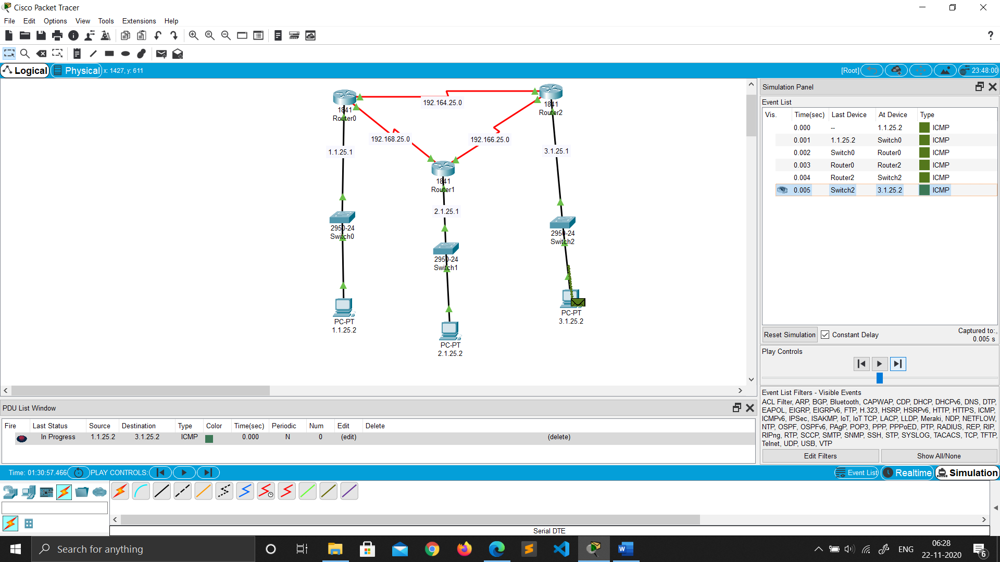 Cisco Packet Tracer
File Edit Options View Tools Extensions Help
Logical Physical x: 1427, y: 611 [Root] 23:48:00
192.164.25.0
1841
Router0
1841
Router2
192.168.25.0
192.166.25.0
1.1.25.1
3.1.25.1
1841
Router1
2.1.25.1
2950-24
Switch0
2950-24
Switch2
2950-24
Switch1
PC-PT
1.1.25.2
PC-PT
3.1.25.2
PC-PT
2.1.25.2
Simulation Panel
Event List
Vis. Time(sec) Last Device At Device Type
0.000 -- 1.1.25.2 ICMP
0.001 1.1.25.2 Switch0 ICMP
0.002 Switch0 Router0 ICMP
0.003 Router0 Router2 ICMP
0.004 Router2 Switch2 ICMP
0.005 Switch2 3.1.25.2 ICMP
Reset Simulation Constant Delay Captured to:
0.005 s
Play Controls
Event List Filters - Visible Events
ACL Filter, ARP, BGP, Bluetooth, CAPWAP, CDP, DHCP, DHCPv6, DNS, DTP,
EAPOL, EIGRP, EIGRPv6, FTP, H.323, HSRP, HSRPv6, HTTP, HTTPS, ICMP,
ICMPv6, IPSec, ISAKMP, IoT, IoT TCP, LACP, LLDP, Meraki, NDP, NETFLOW,
NTP, OSPF, OSPFv6, PAgP, POP3, PPP, PPPoED, PTP, RADIUS, REP, RIP,
RIPng, RTP, SCCP, SMTP, SNMP, SSH, STP, SYSLOG, TACACS, TCP, TFTP,
Telnet, UDP, USB, VTP
Edit Filters Show All/None
PDU List Window
Fire Last Status Source Destination Type Color Time(sec) Periodic Num Edit Delete
In Progress 1.1.25.2 3.1.25.2 ICMP 0.000 N 0 (edit) (delete)
Time: 01:30:57.466 PLAY CONTROLS: Event List Realtime Simulation
Serial DTE
Search for anything
ENG
06:28
22-11-2020
6